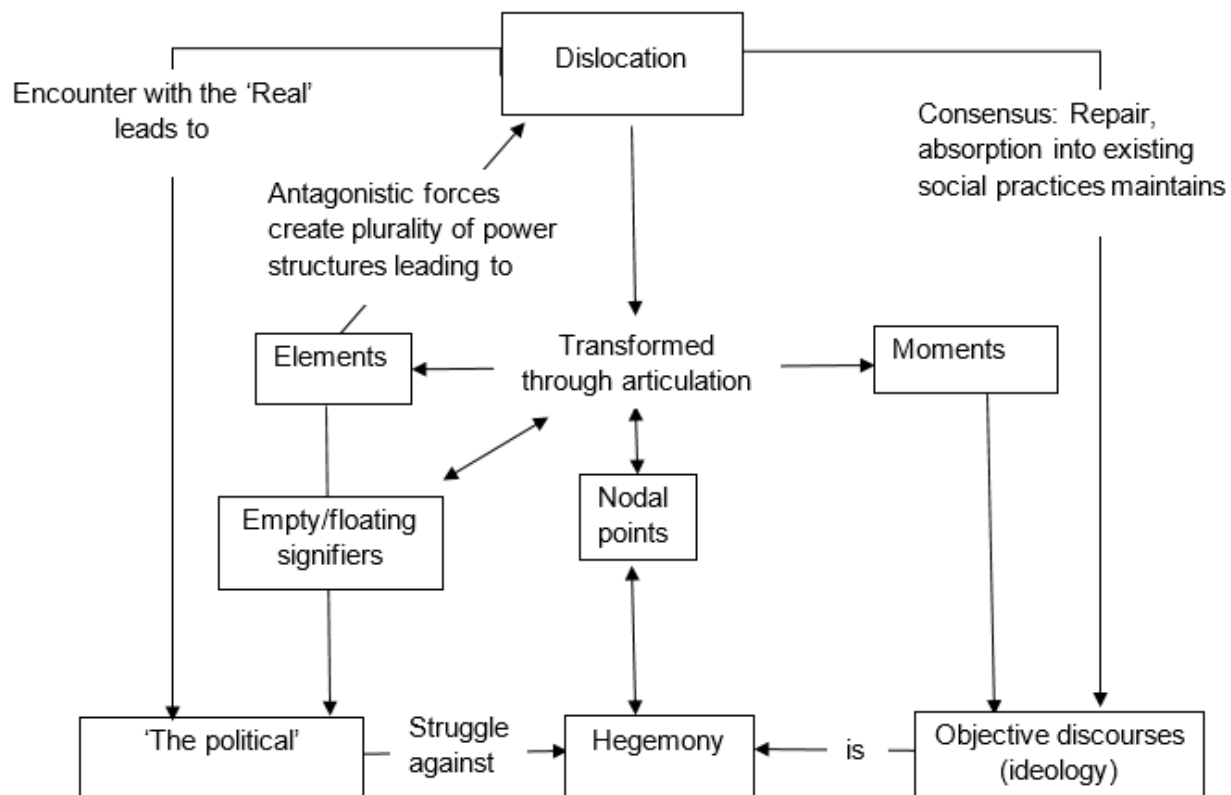 Dislocation
Encounter with the ‘Real’
leads to
Consensus: Repair,
absorption into existing
social practices maintains
Antagonistic forces
create plurality of power
structures leading to
Elements
Transformed
through articulation
Moments
Empty/floating
signifiers
Nodal
points
‘The political’
Struggle
against
Hegemony
is
Objective discourses
(ideology)